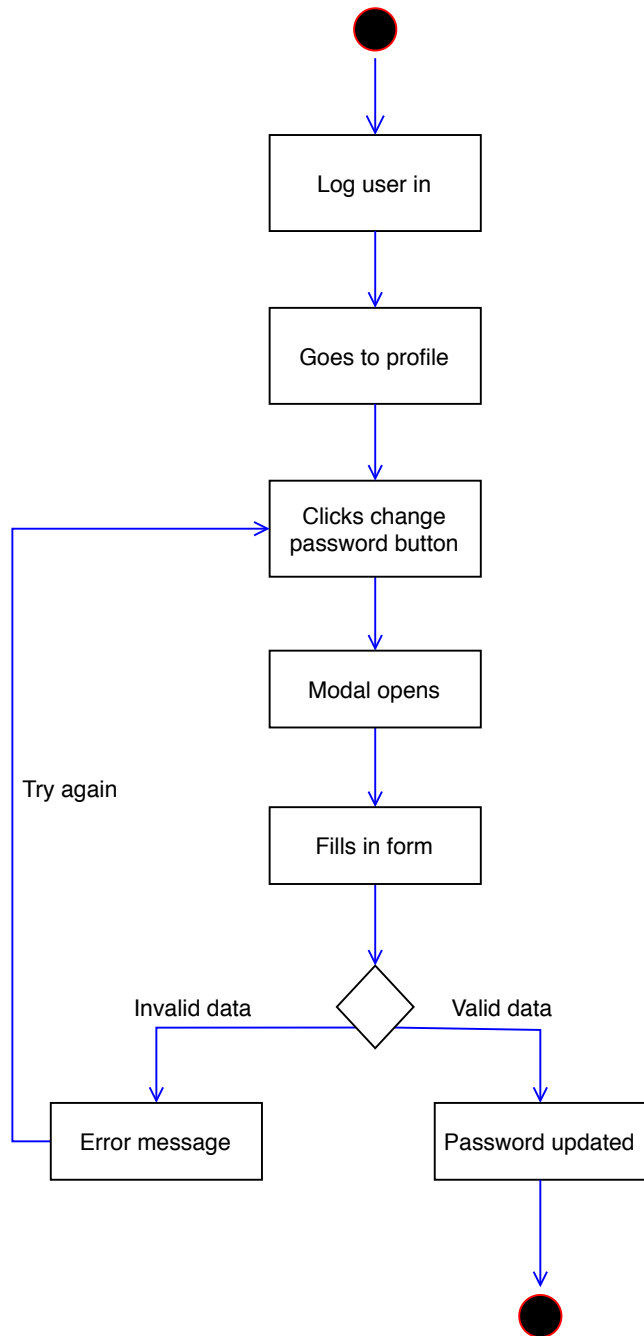 Log user in
Goes to profile
Clicks change
password button
Modal opens
Try again
Fills in form
Invalid data
Valid data
Error message
Password updated